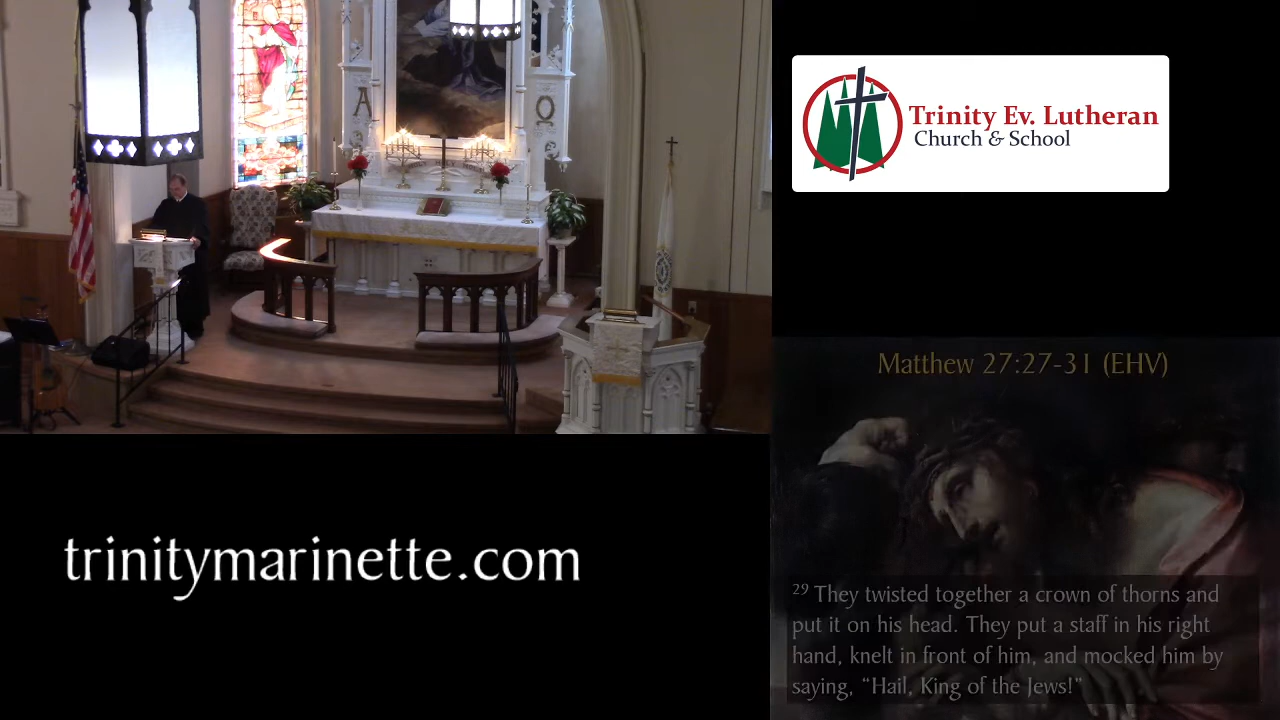 Α Ω
Trinity Ev. Lutheran
Church & School
trinitymarinette.com
Matthew 27:27-31 (EHV)
29 They twisted together a crown of thorns and
put it on his head. They put a staff in his right
hand, knelt in front of him, and mocked him by
saying, “Hail, King of the Jews!”